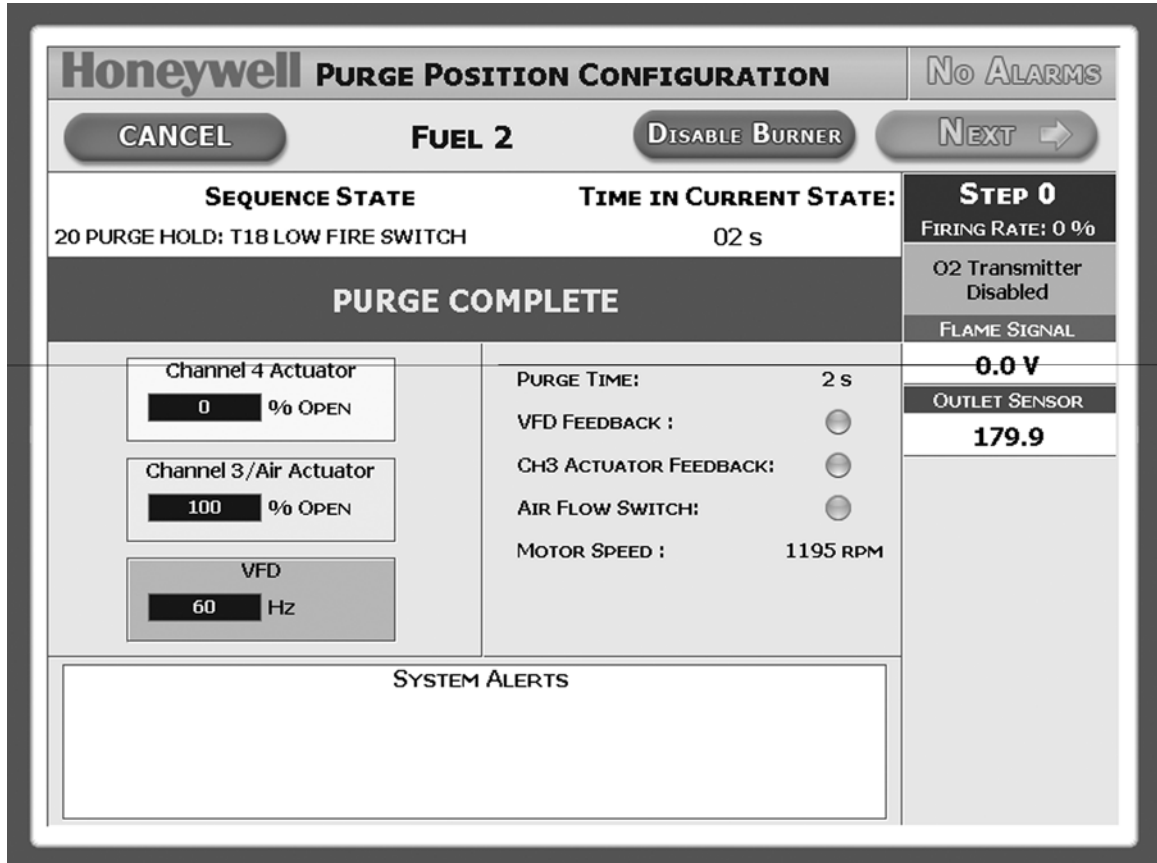 Honeywell PURGE POSITION CONFIGURATION
NO ALARMS
CANCEL
FUEL 2
DISABLE BURNER
NEXT
SEQUENCE STATE
TIME IN CURRENT STATE:
20 PURGE HOLD: T18 LOW FIRE SWITCH
02 s
STEP 0
FIRING RATE: 0 %
PURGE COMPLETE
O2 Transmitter
Disabled
FLAME SIGNAL
0.0 V
OUTLET SENSOR
179.9
Channel 4 Actuator
0 % OPEN
Channel 3/Air Actuator
100 % OPEN
VFD
60 Hz
PURGE TIME: 2 s
VFD FEEDBACK :
CH3 ACTUATOR FEEDBACK:
AIR FLOW SWITCH:
MOTOR SPEED : 1195 RPM
SYSTEM ALERTS